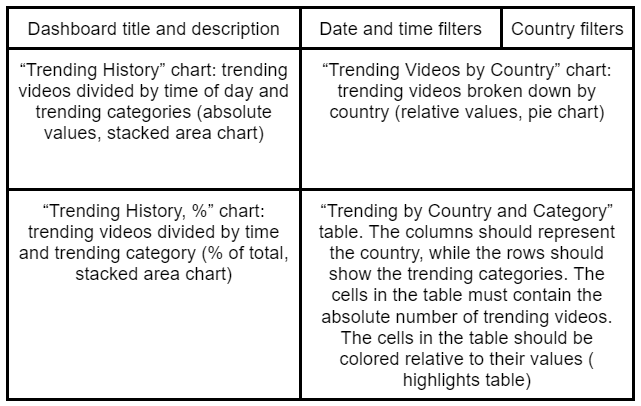 Dashboard title and description
Date and time filters
Country filters
“Trending History” chart: trending
videos divided by time of day and
trending categories (absolute
values, stacked area chart)
“Trending Videos by Country” chart:
trending videos broken down by
country (relative values, pie chart)
“Trending History, %” chart:
trending videos divided by time
and trending category (% of total,
stacked area chart)
“Trending by Country and Category”
table. The columns should represent
the country, while the rows should
show the trending categories. The
cells in the table must contain the
absolute number of trending videos.
The cells in the table should be
colored relative to their values (
highlights table)